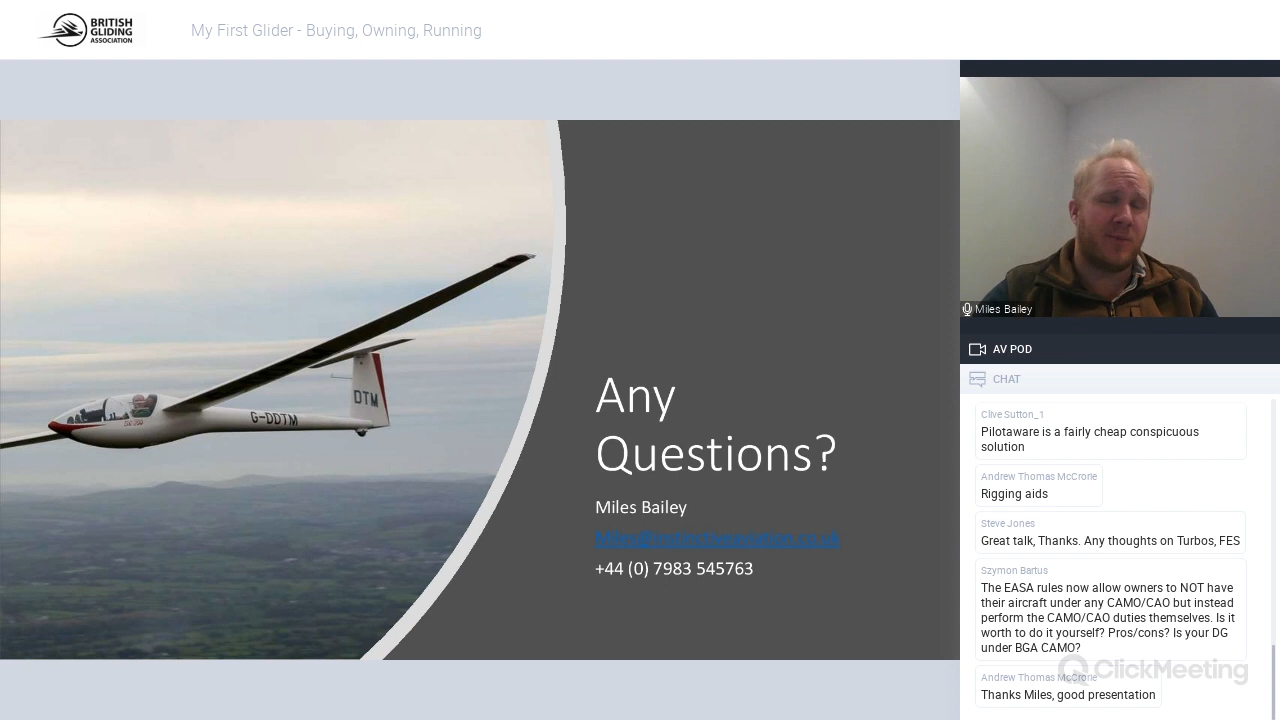 BRITISH
GLIDING
ASSOCIATION
My First Glider - Buying, Owning, Running
DTM
G-DDTM
Any
Questions?
Miles Bailey
+44 (0) 7983 545763
Miles Bailey
AV POD
CHAT
Clive Sutton_1
Pilotaware is a fairly cheap conspicuous
solution
Andrew Thomas McCrorie
Rigging aids
Steve Jones
Great talk, Thanks. Any thoughts on Turbos, FES
Szymon Bartus
The EASA rules now allow owners to NOT have
their aircraft under any CAMO/CAO but instead
perform the CAMO/CAO duties themselves. Is it
worth to do it yourself? Pros/cons? Is your DG
under BGA CAMO?
ClickMeeting
Andrew Thomas McCrorie
Thanks Miles, good presentation